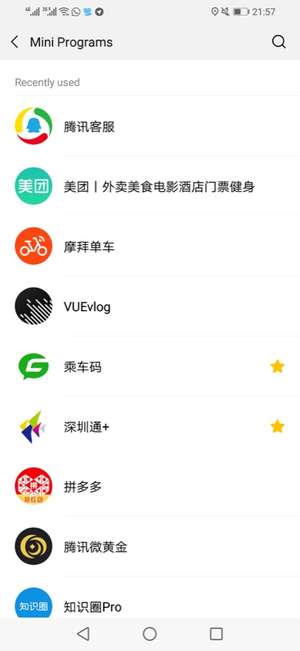 21:57
Mini Programs
Recently used
腾讯客服
美团
美团丨外卖美食电影酒店门票健身
摩拜单车
VUEvlog
乘车码
深圳通+
拼多多
腾讯微黄金
知识圈
知识圈Pro